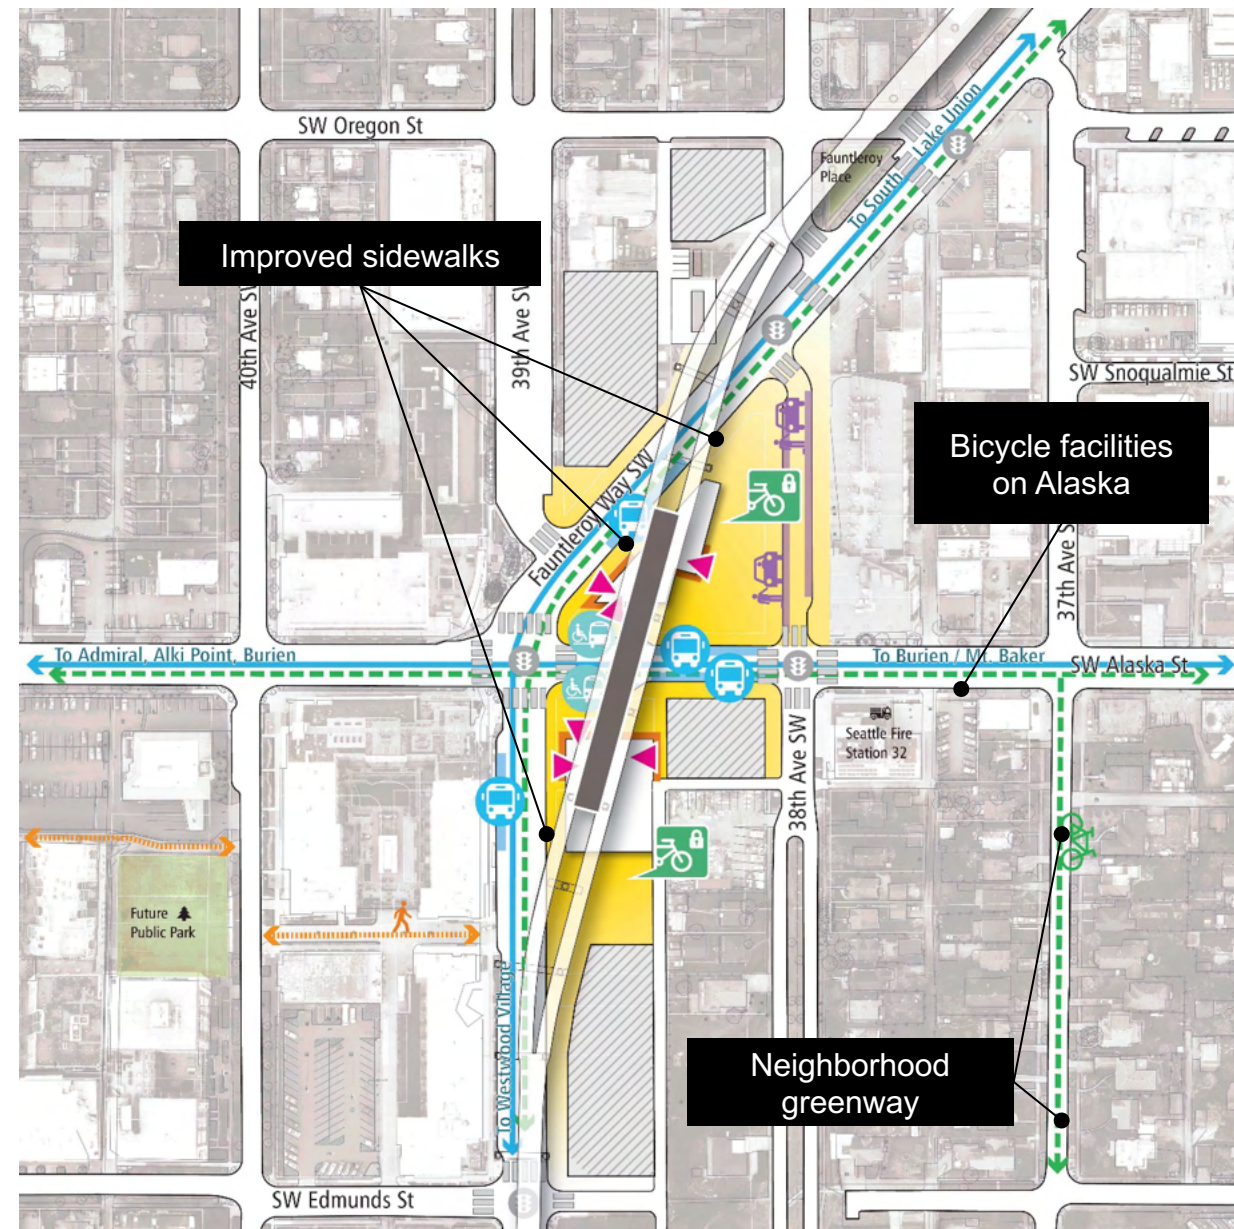 SW Oregon St
To South Lake Union
Fauntleroy
Place
Improved sidewalks
40th Ave SW
39th Ave SW
SW Snoqualmie St
Bicycle facilities
on Alaska
Fauntleroy Way SW
37th Ave S
To Admiral, Alki Point, Burien
To Burien / Mt. Baker
SW Alaska St
Seattle Fire
Station 32
38th Ave SW
Future
Public Park
To Westwood Village
Neighborhood
greenway
SW Edmunds St